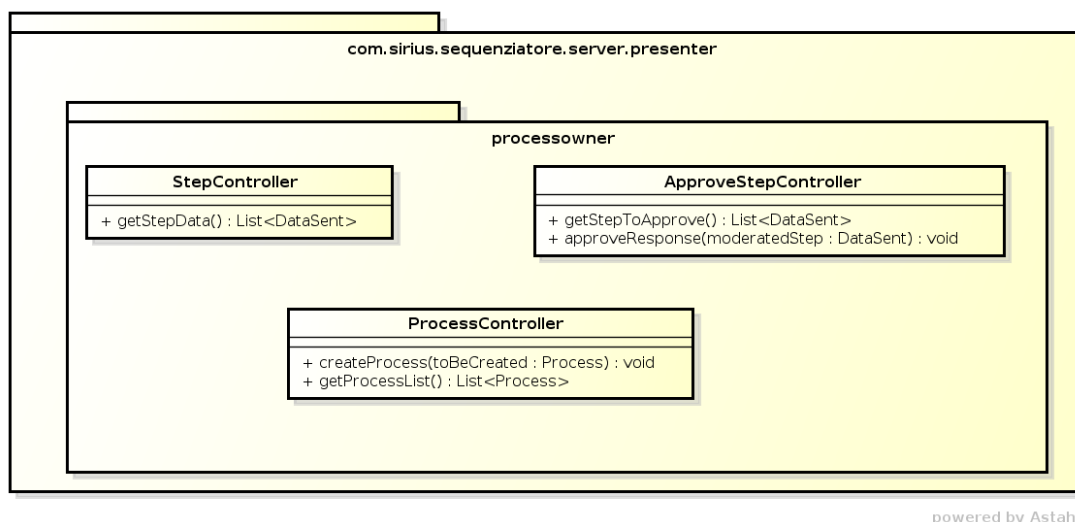 com.sirius.sequenziatore.server.presenter
processowner
StepController
+ getStepData() : List<DataSent>
ApproveStepController
+ getStepToApprove() : List<DataSent>
+ approveResponse(moderatedStep : DataSent) : void
ProcessController
+ createProcess(toBeCreated : Process) : void
+ getProcessList() : List<Process>
powered by Astah